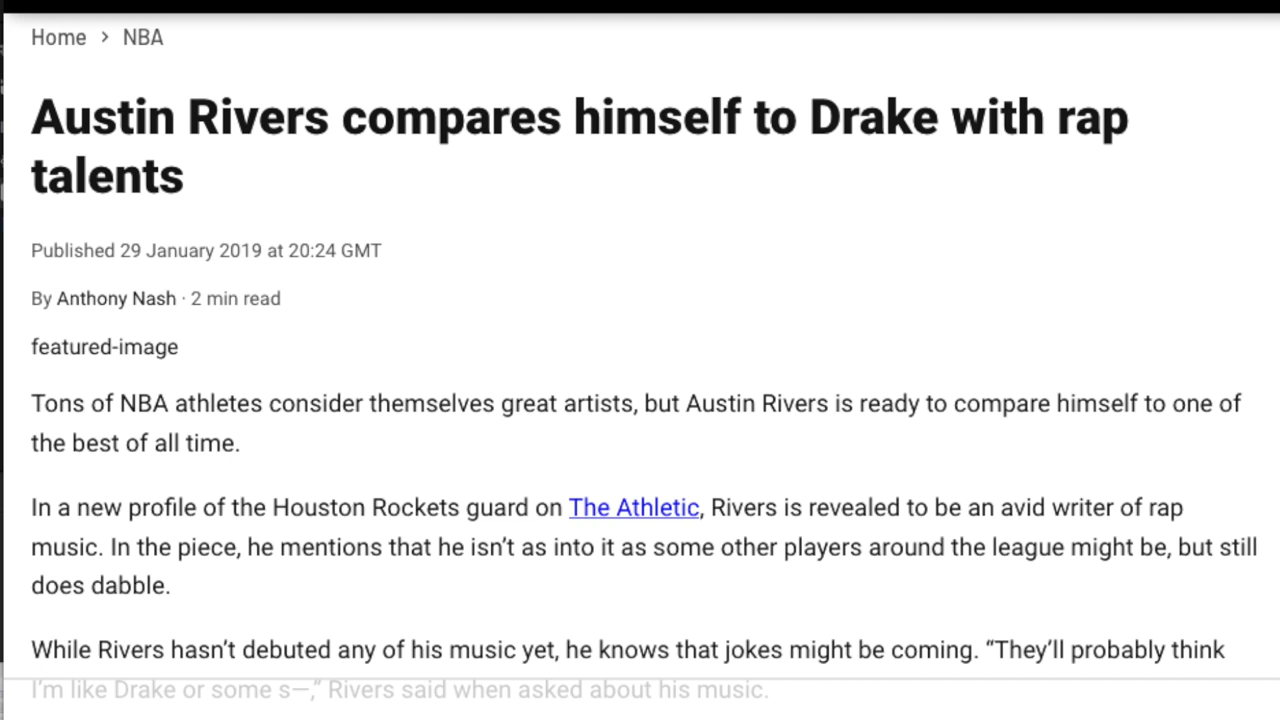 Home > NBA
Austin Rivers compares himself to Drake with rap
talents
Published 29 January 2019 at 20:24 GMT
By Anthony Nash · 2 min read
featured-image
Tons of NBA athletes consider themselves great artists, but Austin Rivers is ready to compare himself to one of
the best of all time.
In a new profile of the Houston Rockets guard on The Athletic, Rivers is revealed to be an avid writer of rap
music. In the piece, he mentions that he isn’t as into it as some other players around the league might be, but still
does dabble.
While Rivers hasn’t debuted any of his music yet, he knows that jokes might be coming. “They’ll probably think
I’m like Drake or some s—,” Rivers said when asked about his music.